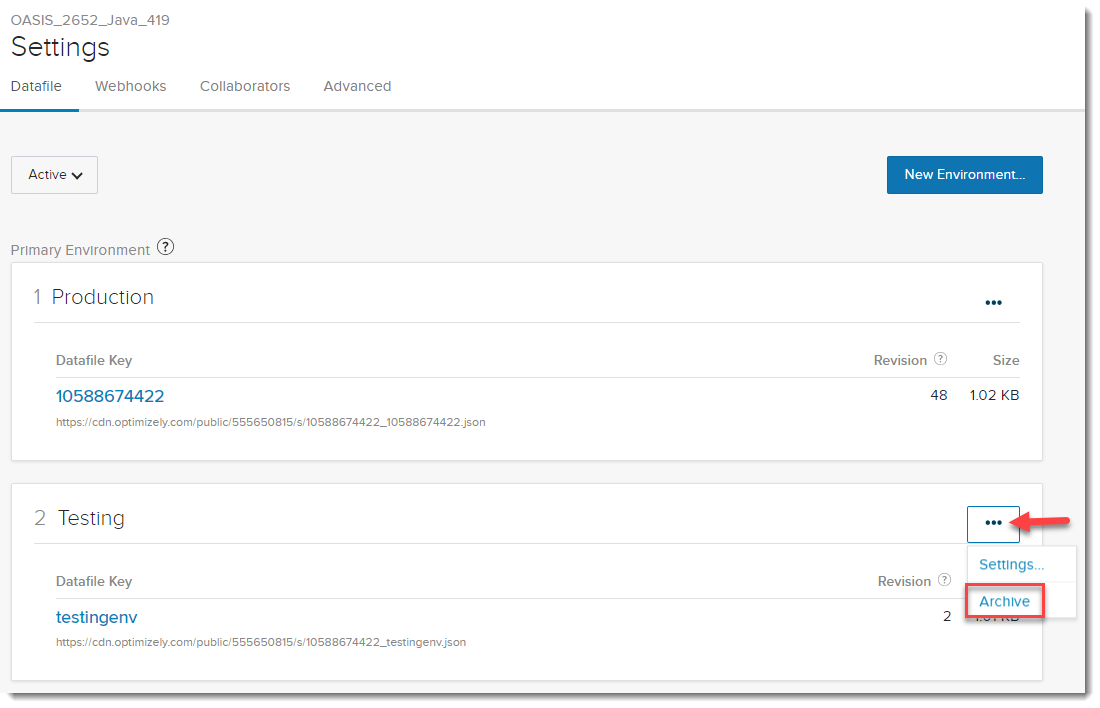 OASIS_2652_Java_419
Settings
Datafile Webhooks Collaborators Advanced
Active New Environment...
Primary Environment ?
1 Production •••
Datafile Key Revision ? Size
10588674422 48 1.02 KB
https://cdn.optimizely.com/public/555650815/s/10588674422_10588674422.json
2 Testing •••
Settings...
Datafile Key Revision ?
Archive
testingenv 2 1.01 KB
https://cdn.optimizely.com/public/555650815/s/10588674422_testingenv.json